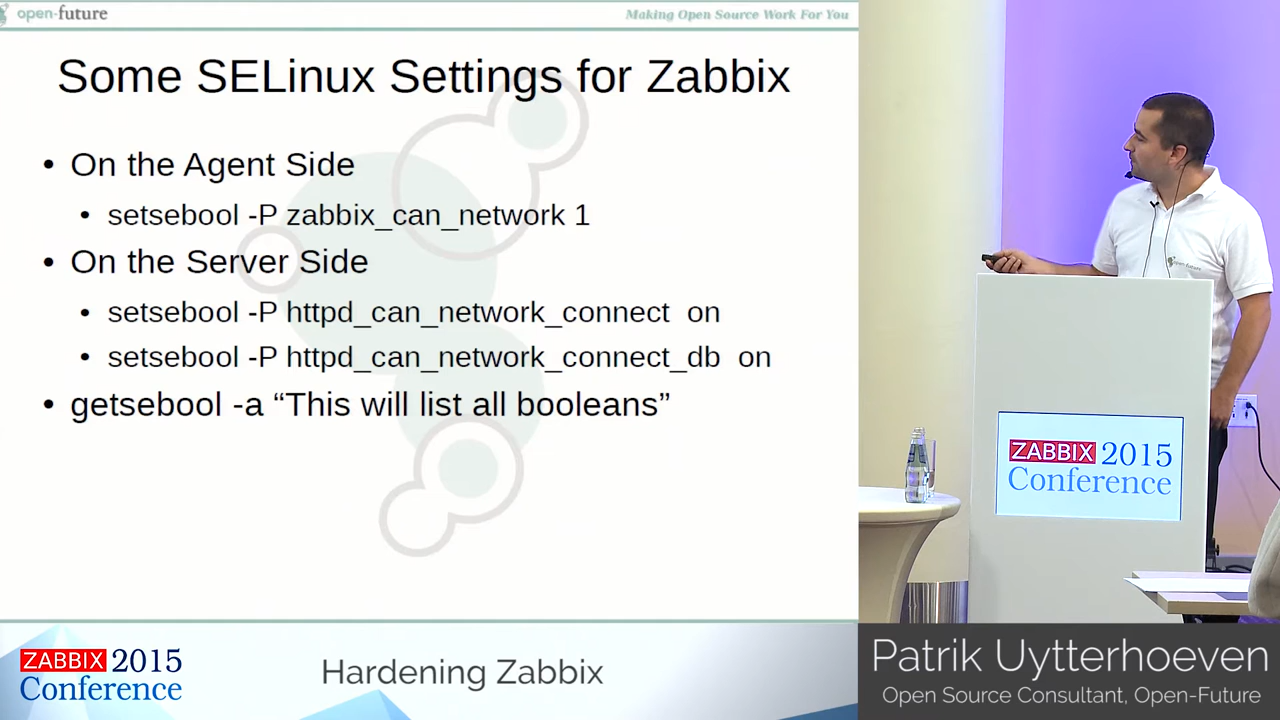 open-future
Making Open Source Work For You
Some SELinux Settings for Zabbix
• On the Agent Side
• setsebool -P zabbix_can_network 1
• On the Server Side
• setsebool -P httpd_can_network_connect on
• setsebool -P httpd_can_network_connect_db on
• getsebool -a “This will list all booleans”
open-future
ZABBIX 2015
Conference
ZABBIX 2015
Conference
Hardening Zabbix
Patrik Uytterhoeven
Open Source Consultant, Open-Future